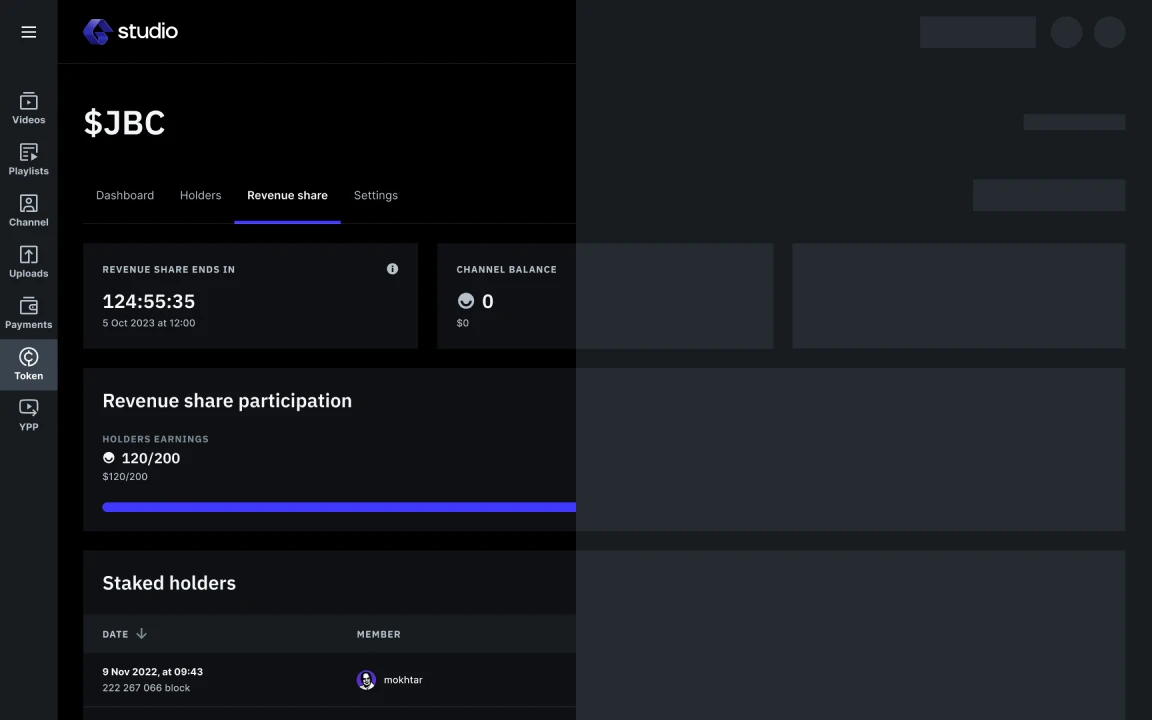 studio
Videos
Playlists
Channel
Uploads
Payments
Token
YPP
$JBC
Dashboard
Holders
Revenue share
Settings
REVENUE SHARE ENDS IN
124:55:35
5 Oct 2023 at 12:00
CHANNEL BALANCE
0
$0
Revenue share participation
HOLDERS EARNINGS
120/200
$120/200
Staked holders
DATE
MEMBER
9 Nov 2022, at 09:43
222 267 066 block
mokhtar